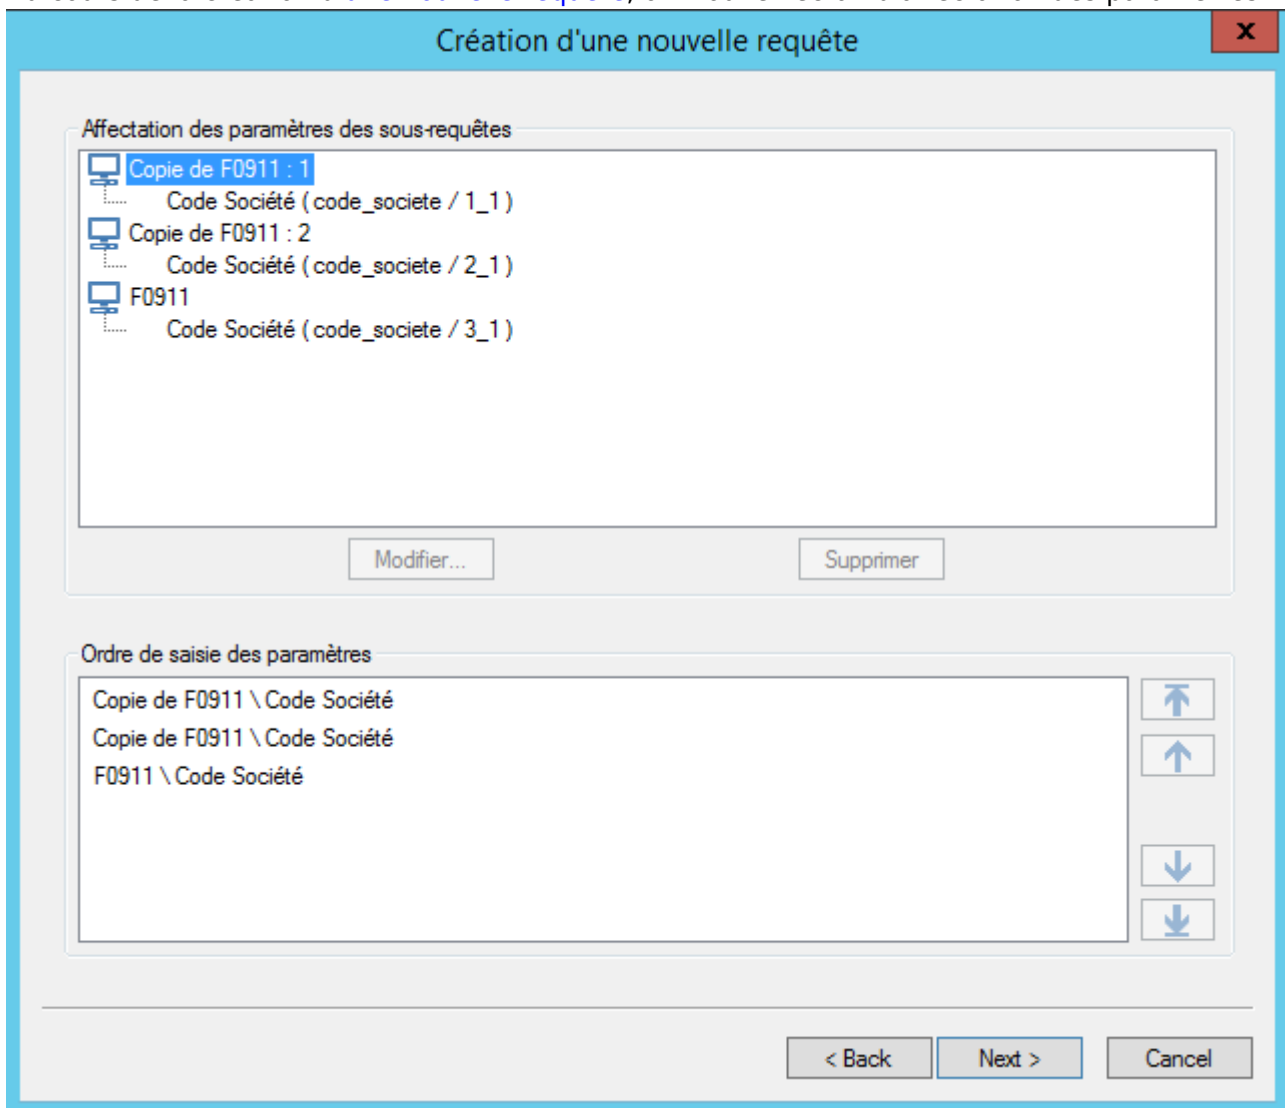 Création d'une nouvelle requête
x
Affectation des paramètres des sous-requêtes
Copie de F0911 : 1
Code Société ( code_societe / 1_1 )
Copie de F0911 : 2
Code Société ( code_societe / 2_1 )
F0911
Code Société ( code_societe / 3_1 )
Modifier...
Supprimer
Ordre de saisie des paramètres
Copie de F0911 \ Code Société
Copie de F0911 \ Code Société
F0911 \ Code Société
< Back
Next >
Cancel